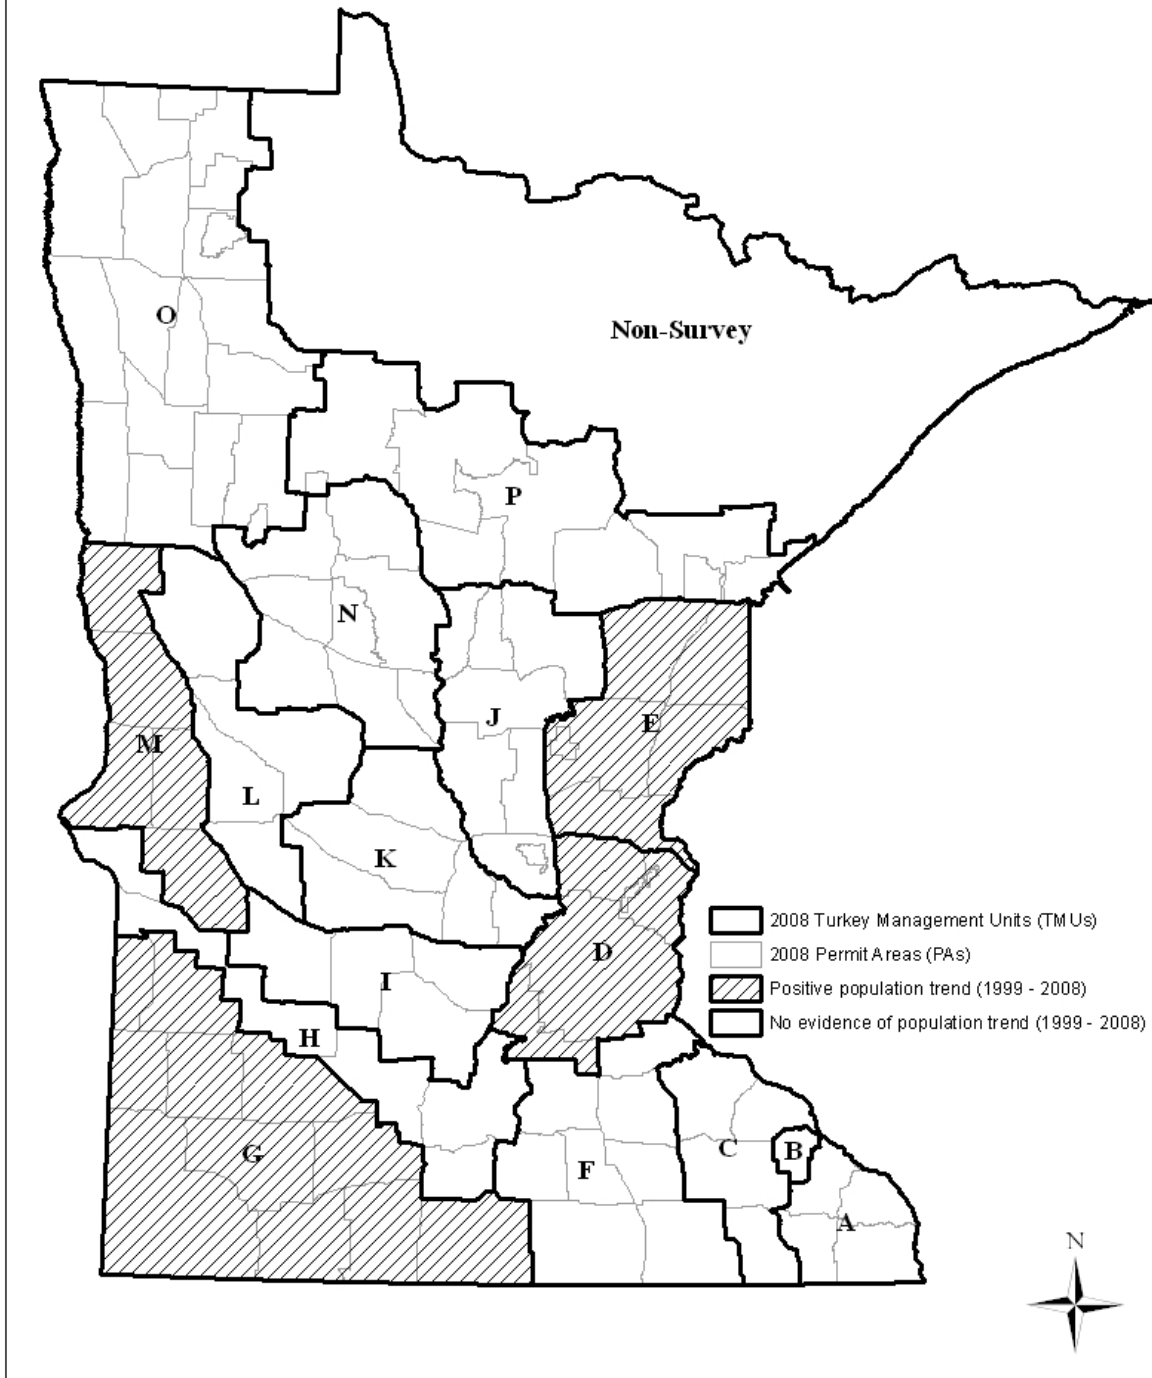 O
Non-Survey
P
N
J
E
M
L
K
2008 Turkey Management Units (TMUs)
2008 Permit Areas (PAs)
Positive population trend (1999 - 2008)
No evidence of population trend (1999 - 2008)
D
I
H
G
F
C
B
A
N